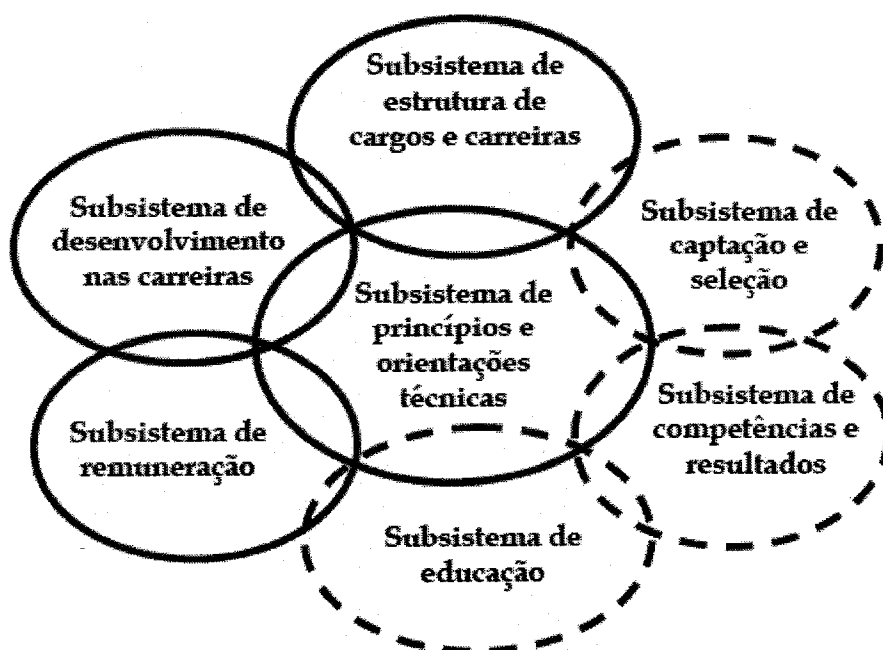 Subsistema de
estrutura de
cargos e carreiras
Subsistema de
desenvolvimento
nas carreiras
Subsistema de
captação e
seleção
Subsistema de
princípios e
orientações
técnicas
Subsistema de
remuneração
Subsistema de
competências e
resultados
Subsistema de
educação